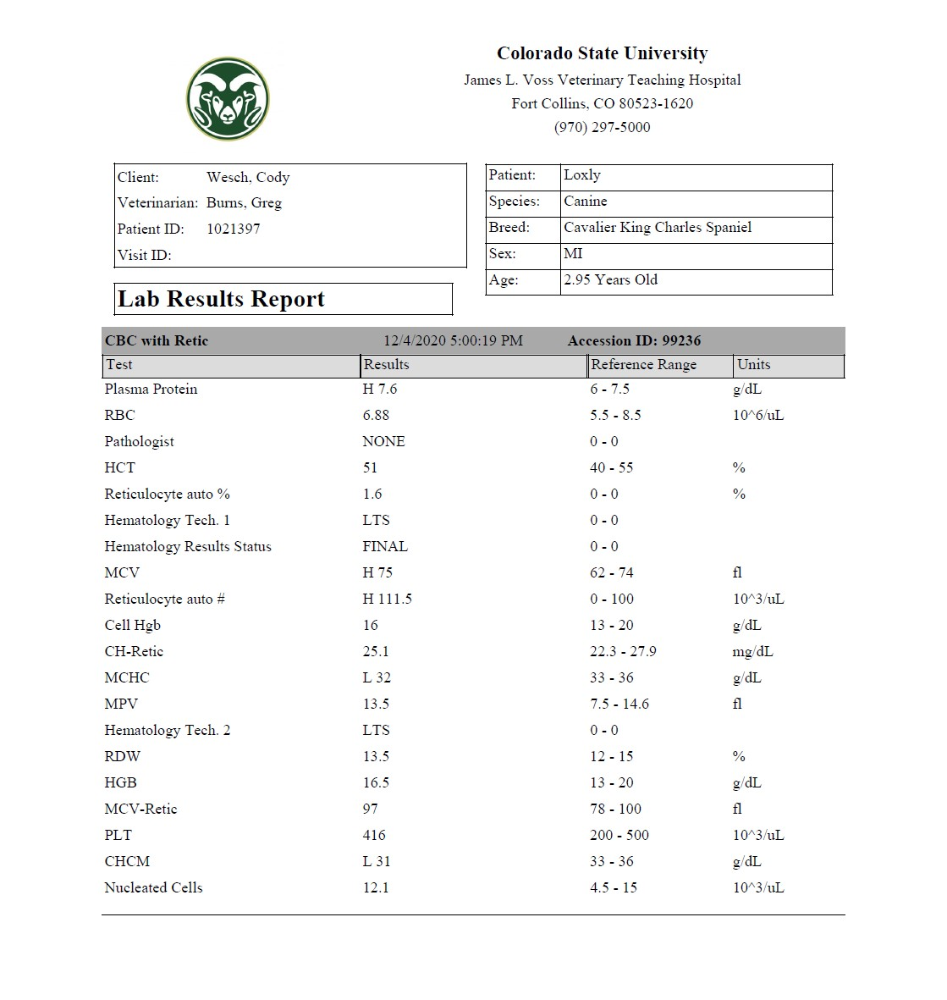 Colorado State University
James L. Voss Veterinary Teaching Hospital
Fort Collins, CO 80523-1620
(970) 297-5000
Client: Wesch, Cody
Veterinarian: Burns, Greg
Patient ID: 1021397
Visit ID:
Patient: Loxly
Species: Canine
Breed: Cavalier King Charles Spaniel
Sex: MI
Age: 2.95 Years Old
Lab Results Report
CBC with Retic 12/4/2020 5:00:19 PM Accession ID: 99236
Test Results Reference Range Units
Plasma Protein H 7.6 6 - 7.5 g/dL
RBC 6.88 5.5 - 8.5 10^6/uL
Pathologist NONE 0 - 0
HCT 51 40 - 55 %
Reticulocyte auto % 1.6 0 - 0 %
Hematology Tech. 1 LTS 0 - 0
Hematology Results Status FINAL 0 - 0
MCV H 75 62 - 74 fl
Reticulocyte auto # H 111.5 0 - 100 10^3/uL
Cell Hgb 16 13 - 20 g/dL
CH-Retic 25.1 22.3 - 27.9 mg/dL
MCHC L 32 33 - 36 g/dL
MPV 13.5 7.5 - 14.6 fl
Hematology Tech. 2 LTS 0 - 0
RDW 13.5 12 - 15 %
HGB 16.5 13 - 20 g/dL
MCV-Retic 97 78 - 100 fl
PLT 416 200 - 500 10^3/uL
CHCM L 31 33 - 36 g/dL
Nucleated Cells 12.1 4.5 - 15 10^3/uL